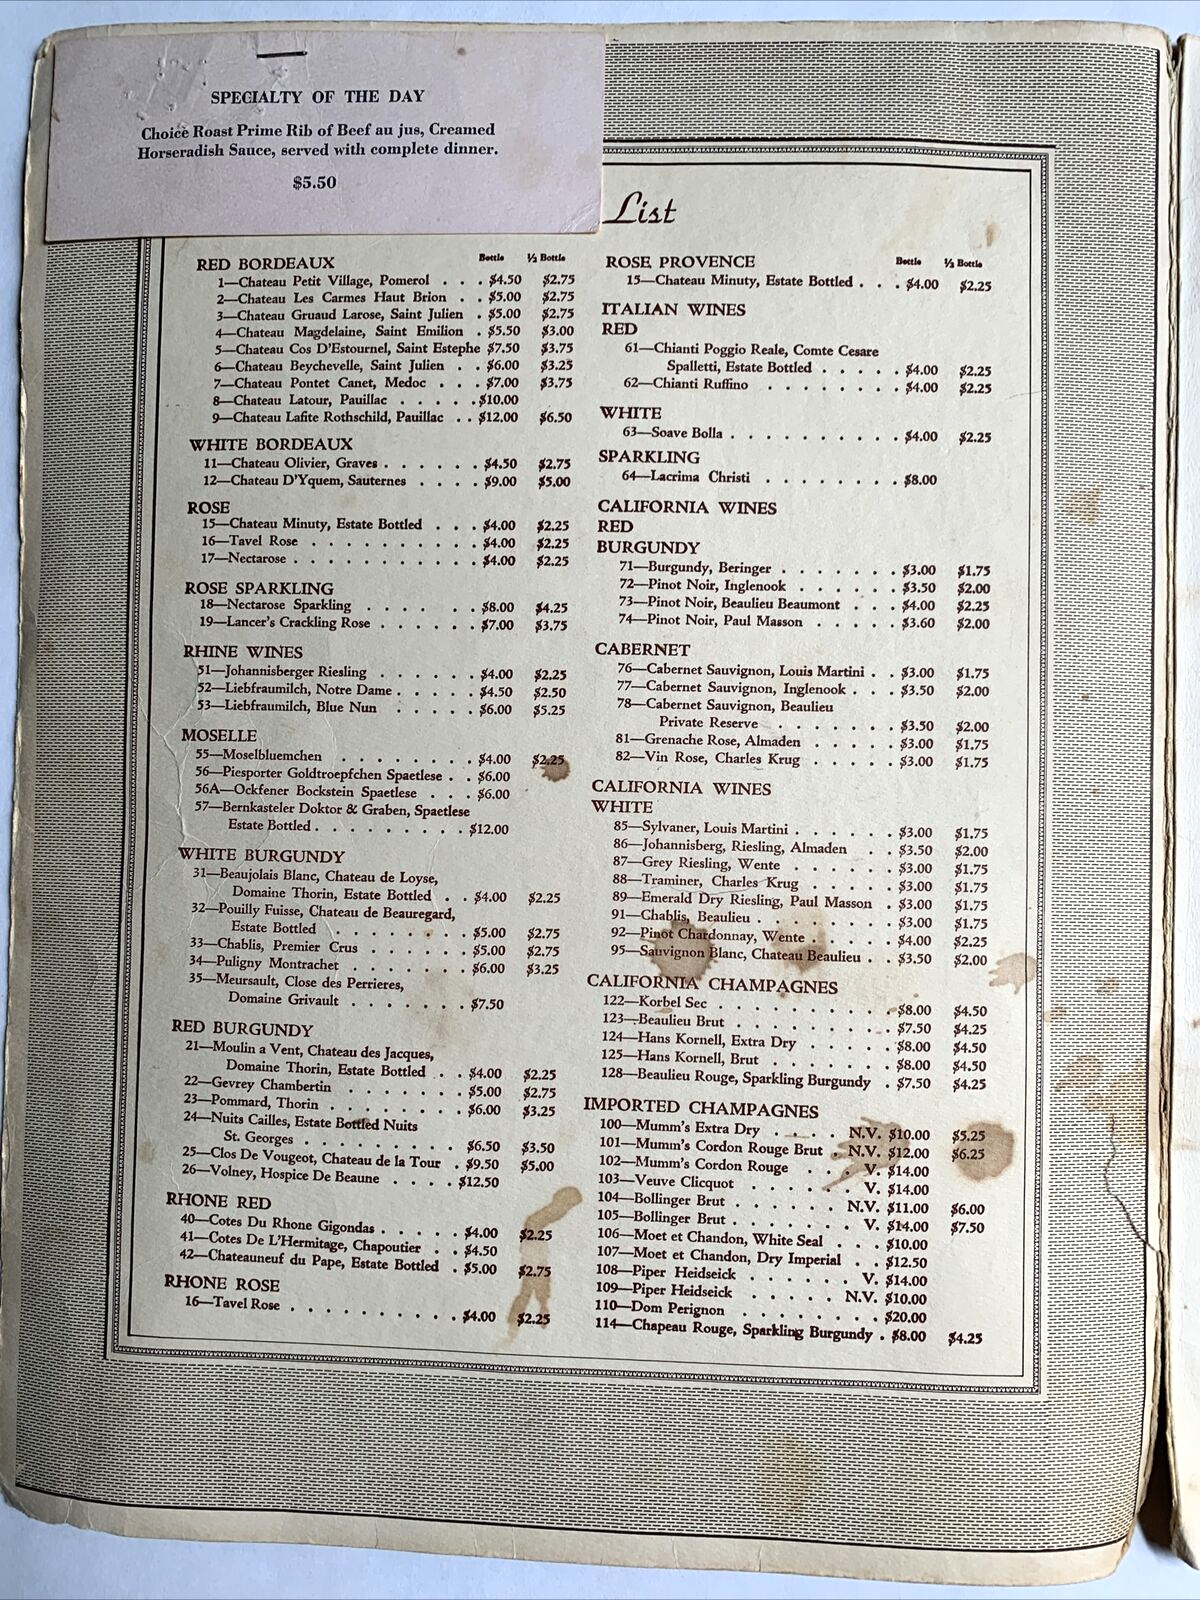 SPECIALTY OF THE DAY
Choice Roast Prime Rib of Beef au jus, Creamed
Horseradish Sauce, served with complete dinner.
$5.50
List
Bottle ½ Bottle
RED BORDEAUX
1—Chateau Petit Village, Pomerol . . . $4.50 $2.75
2—Chateau Les Carmes Haut Brion . . $5.00 $2.75
3—Chateau Gruaud Larose, Saint Julien . $5.00 $2.75
4—Chateau Magdelaine, Saint Emilion . $5.50 $3.00
5—Chateau Cos D'Estournel, Saint Estephe $7.50 $3.75
6—Chateau Beychevelle, Saint Julien . . $6.00 $3.25
7—Chateau Pontet Canet, Medoc . . . $7.00 $3.75
8—Chateau Latour, Pauillac . . . . . $10.00
9—Chateau Lafite Rothschild, Pauillac . . $12.00 $6.50
WHITE BORDEAUX
11—Chateau Olivier, Graves . . . . . . $4.50 $2.75
12—Chateau D'Yquem, Sauternes . . . . $9.00 $5.00
ROSE
15—Chateau Minuty, Estate Bottled . . . $4.00 $2.25
16—Tavel Rose . . . . . . . . . . $4.00 $2.25
17—Nectarose . . . . . . . . . . . $4.00 $2.25
ROSE SPARKLING
18—Nectarose Sparkling . . . . . . $8.00 $4.25
19—Lancer's Crackling Rose . . . . . . $7.00 $3.75
RHINE WINES
51—Johannisberger Riesling . . . . . . $4.00 $2.25
52—Liebfraumilch, Notre Dame . . . . . $4.50 $2.50
53—Liebfraumilch, Blue Nun . . . . . $6.00 $5.25
MOSELLE
55—Moselbluemchen . . . . . . . . $4.00 $2.25
56—Piesporter Goldtroepfchen Spaetlese . . $6.00
56A—Ockfener Bockstein Spaetlese . . . $6.00
57—Bernkasteler Doktor & Graben, Spaetlese
Estate Bottled . . . . . . . . . $12.00
WHITE BURGUNDY
31—Beaujolais Blanc, Chateau de Loyse,
Domaine Thorin, Estate Bottled . . $4.00 $2.25
32—Pouilly Fuisse, Chateau de Beauregard,
Estate Bottled . . . . . . . . $5.00 $2.75
33—Chablis, Premier Crus . . . . . . $5.00 $2.75
34—Puligny Montrachet . . . . . . . $6.00 $3.25
35—Meursault, Close des Perrieres,
Domaine Grivault . . . . . . . $7.50
RED BURGUNDY
21—Moulin a Vent, Chateau des Jacques,
Domaine Thorin, Estate Bottled . . $4.00 $2.25
22—Gevrey Chambertin . . . . . . . $5.00 $2.75
23—Pommard, Thorin . . . . . . . . $6.00 $3.25
24—Nuits Cailles, Estate Bottled Nuits
St. Georges . . . . . . . . . $6.50 $3.50
25—Clos De Vougeot, Chateau de la Tour . $9.50 $5.00
26—Volney, Hospice De Beaune . . . . $12.50
RHONE RED
40—Cotes Du Rhone Gigondas . . . . . $4.00 $2.25
41—Cotes De L'Hermitage, Chapoutier . . $4.50
42—Chateauneuf du Pape, Estate Bottled . $5.00 $2.75
RHONE ROSE
16—Tavel Rose . . . . . . . . . . $4.00 $2.25
Bottle ½ Bottle
ROSE PROVENCE
15—Chateau Minuty, Estate Bottled . . . $4.00 $2.25
ITALIAN WINES
RED
61—Chianti Poggio Reale, Comte Cesare
Spalletti, Estate Bottled . . . . . $4.00 $2.25
62—Chianti Ruffino . . . . . . . . $4.00 $2.25
WHITE
63—Soave Bolla . . . . . . . . . . $4.00 $2.25
SPARKLING
64—Lacrima Christi . . . . . . . . $8.00
CALIFORNIA WINES
RED
BURGUNDY
71—Burgundy, Beringer . . . . . . . $3.00 $1.75
72—Pinot Noir, Inglenook . . . . . . $3.50 $2.00
73—Pinot Noir, Beaulieu Beaumont . . . $4.00 $2.25
74—Pinot Noir, Paul Masson . . . . . $3.60 $2.00
CABERNET
76—Cabernet Sauvignon, Louis Martini . . $3.00 $1.75
77—Cabernet Sauvignon, Inglenook . . . $3.50 $2.00
78—Cabernet Sauvignon, Beaulieu
Private Reserve . . . . . . . $3.50 $2.00
81—Grenache Rose, Almaden . . . . . $3.00 $1.75
82—Vin Rose, Charles Krug . . . . . $3.00 $1.75
CALIFORNIA WINES
WHITE
85—Sylvaner, Louis Martini . . . . . . $3.00 $1.75
86—Johannisberg, Riesling, Almaden . . $3.50 $2.00
87—Grey Riesling, Wente . . . . . . $3.00 $1.75
88—Traminer, Charles Krug . . . . . $3.00 $1.75
89—Emerald Dry Riesling, Paul Masson . $3.00 $1.75
91—Chablis, Beaulieu . . . . . . . . $3.00 $1.75
92—Pinot Chardonnay, Wente . . . . . $4.00 $2.25
95—Sauvignon Blanc, Chateau Beaulieu . . $3.50 $2.00
CALIFORNIA CHAMPAGNES
122—Korbel Sec . . . . . . . . . . $8.00 $4.50
123—Beaulieu Brut . . . . . . . . . $7.50 $4.25
124—Hans Kornell, Extra Dry . . . . . $8.00 $4.50
125—Hans Kornell, Brut . . . . . . . $8.00 $4.50
128—Beaulieu Rouge, Sparkling Burgundy . $7.50 $4.25
IMPORTED CHAMPAGNES
100—Mumm's Extra Dry . . . . N.V. $10.00 $5.25
101—Mumm's Cordon Rouge Brut . N.V. $12.00 $6.25
102—Mumm's Cordon Rouge . . . V. $14.00
103—Veuve Clicquot . . . . . . V. $14.00
104—Bollinger Brut . . . . . . N.V. $11.00 $6.00
105—Bollinger Brut . . . . . . . V. $14.00 $7.50
106—Moet et Chandon, White Seal . . . $10.00
107—Moet et Chandon, Dry Imperial . . $12.50
108—Piper Heidseick . . . . . . V. $14.00
109—Piper Heidseick . . . . . N.V. $10.00
110—Dom Perignon . . . . . . . . $20.00
114—Chapeau Rouge, Sparkling Burgundy . $8.00 $4.25